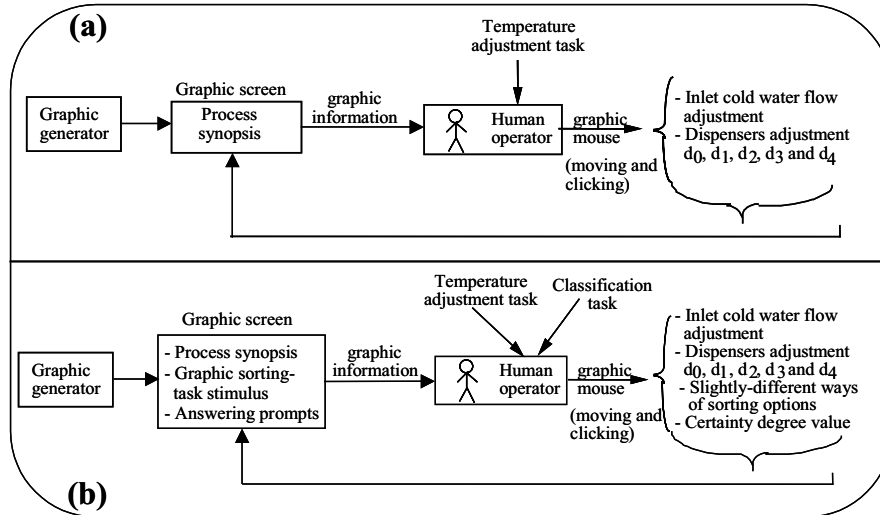 (a)
Temperature
adjustment task
Graphic screen
Graphic
generator
Process
synopsis
graphic
information
Human
operator
graphic
mouse
(moving and
clicking)
- Inlet cold water flow
adjustment
- Dispensers adjustment
d0, d1, d2, d3 and d4
Temperature
adjustment task
Classification
task
Graphic screen
Graphic
generator
- Process synopsis
- Graphic sorting-
task stimulus
- Answering prompts
graphic
information
Human
operator
graphic
mouse
(moving and
clicking)
- Inlet cold water flow
adjustment
- Dispensers adjustment
d0, d1, d2, d3 and d4
- Slightly-different ways
of sorting options
- Certainty degree value
(b)